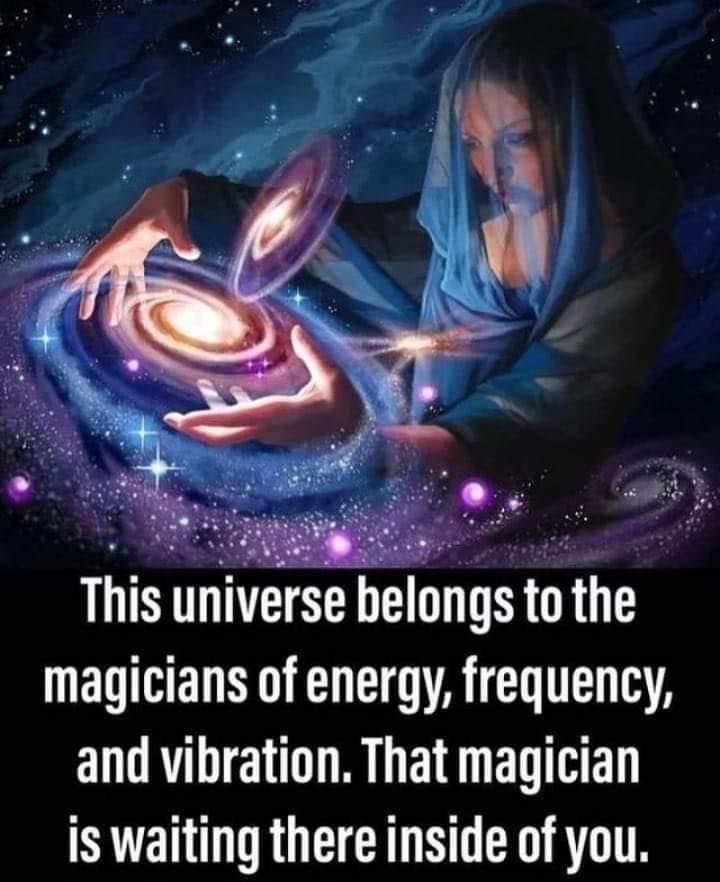 This universe belongs to the
magicians of energy, frequency,
and vibration. That magician
is waiting there inside of you.